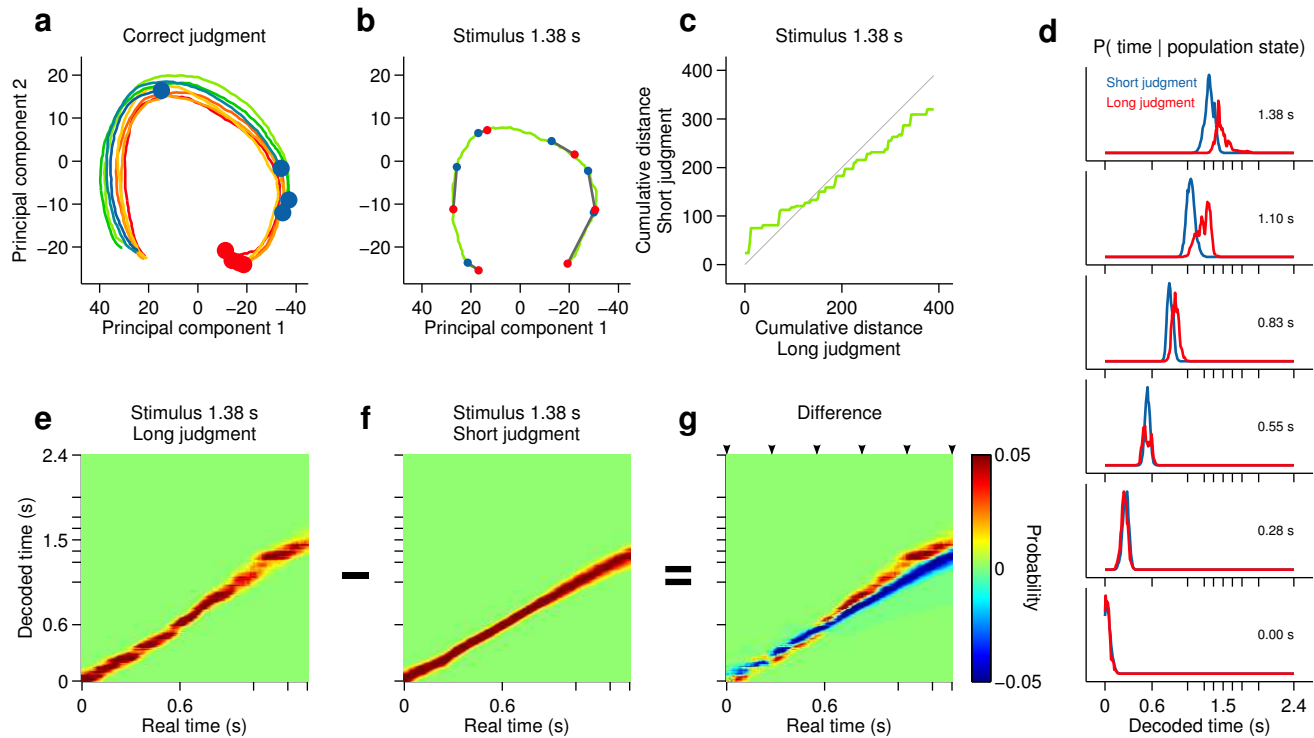 a
Correct judgment
Principal component 2
20
10
0
−10
−20
40
20
0
−20
−40
Principal component 1
b
Stimulus 1.38 s
20
10
0
−10
−20
40
20
0
−20
−40
Principal component 1
c
Stimulus 1.38 s
Cumulative distance
Short judgment
400
300
200
100
0
0
200
400
Cumulative distance
Long judgment
d
P( time | population state)
Short judgment
Long judgment
1.38 s
1.10 s
0.83 s
0.55 s
0.28 s
0.00 s
0
0.6
1.2
2.4
Decoded time (s)
e
Stimulus 1.38 s
Long judgment
Decoded time (s)
2.4
1.5
0.6
0
0.6
Real time (s)
f
Stimulus 1.38 s
Short judgment
0
0.6
Real time (s)
g
Difference
0
0.6
Real time (s)
0.05
0
−0.05
Probability